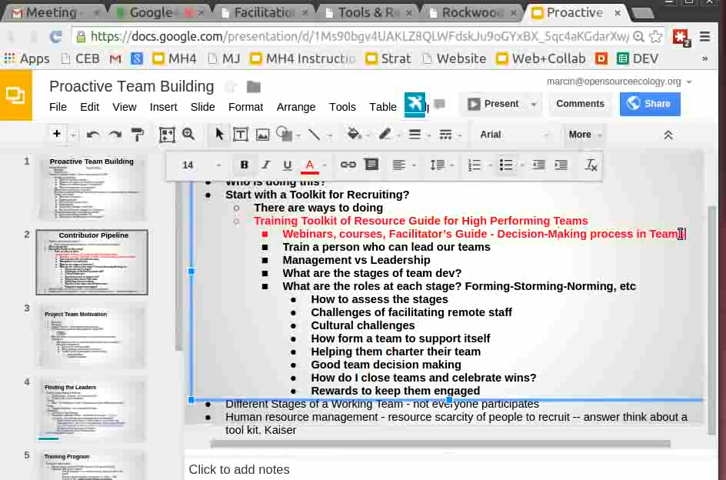 Meeting -
Google+
Facilitatio
Tools & R
Rockwood
Proactive
https://docs.google.com/presentation/d/1Ms90bgy4UAKLZ8QLWFdskJu9oGYxBX_5qc4aKGdarXw/
Apps CEB MJ MH4 MJ MH4 Instructio Strat Website Web+Collab DEV
Proactive Team Building
marcin@opensourceecology.org
File Edit View Insert Slide Format Arrange Tools Table
Present
Comments
Share
Arial
More
14 B I U A
1
Proactive Team Building
2
Contributor Pipeline
3
Project Team Motivation
4
Finding the Leaders
5
Training Program
Who is doing this?
Start with a Toolkit for Recruiting?
There are ways to doing
Training Toolkit of Resource Guide for High Performing Teams
Webinars, courses, Facilitator's Guide - Decision-Making process in Teams
Train a person who can lead our teams
Management vs Leadership
What are the stages of team dev?
What are the roles at each stage? Forming-Storming-Norming, etc
How to assess the stages
Challenges of facilitating remote staff
Cultural challenges
How form a team to support itself
Helping them charter their team
Good team decision making
How do I close teams and celebrate wins?
Rewards to keep them engaged
Different Stages of a Working Team - not everyone participates
Human resource management - resource scarcity of people to recruit -- answer think about a
tool kit. Kaiser
Click to add notes